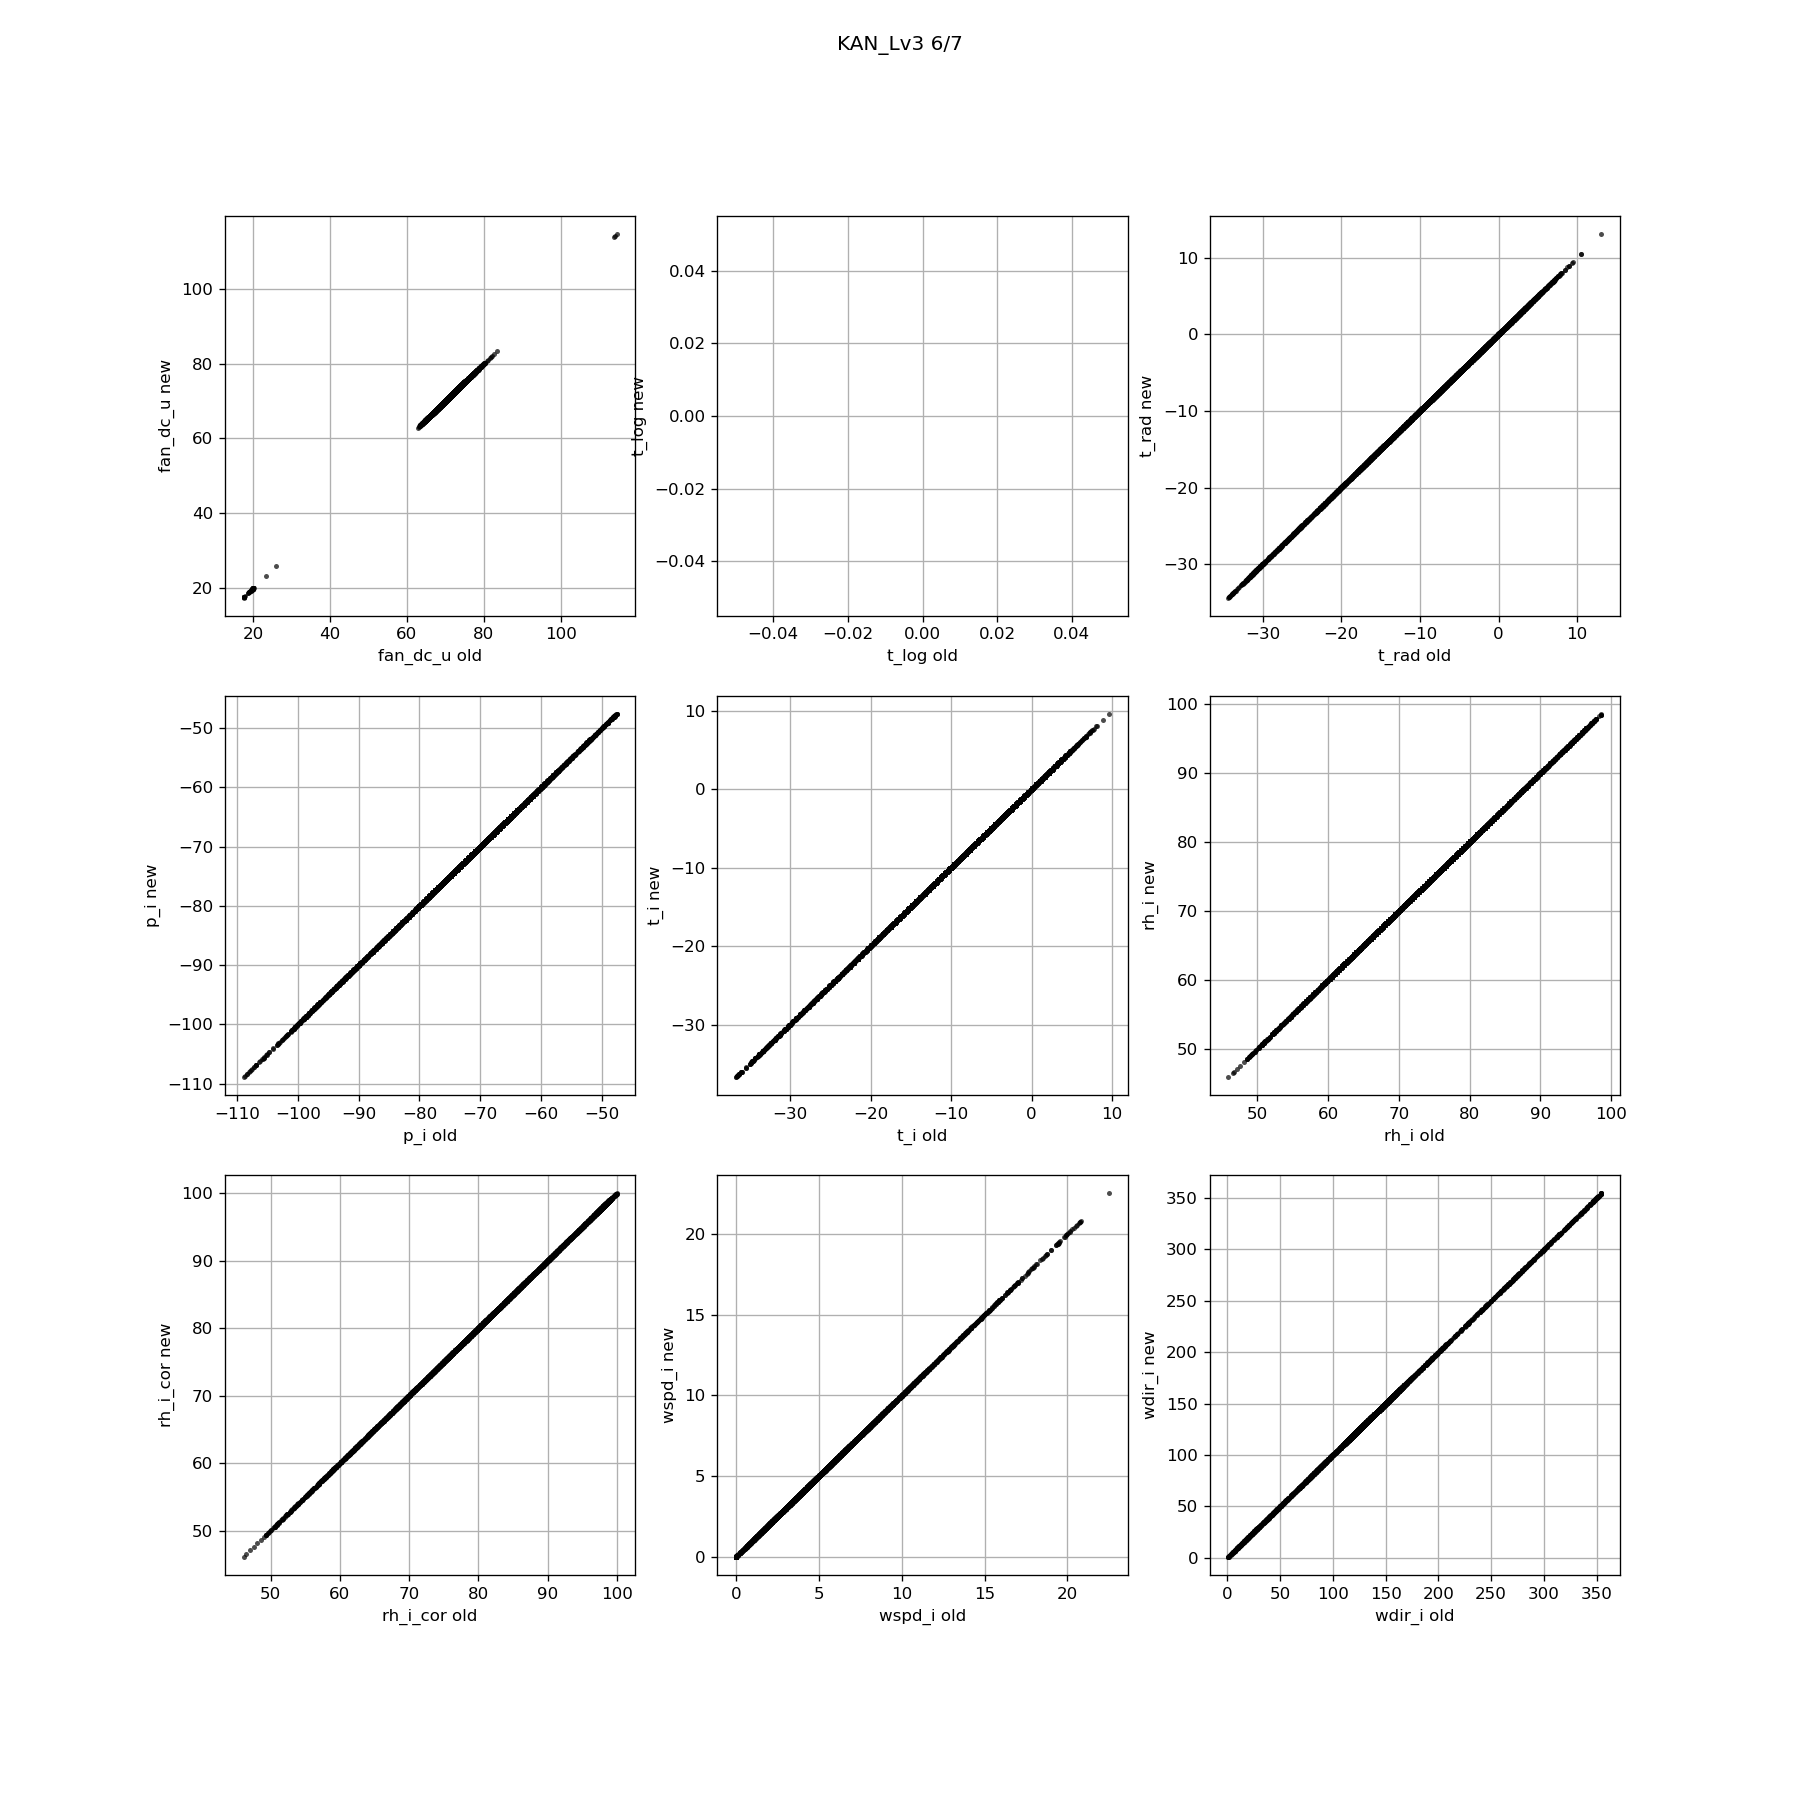 KAN_Lv3 6/7
fan_dc_u new
100
80
60
40
20
20 40 60 80 100
fan_dc_u old
t_log new
0.04
0.02
0.00
−0.02
−0.04
−0.04 −0.02 0.00 0.02 0.04
t_log old
t_rad new
10
0
−10
−20
−30
−30 −20 −10 0 10
t_rad old
p_i new
−50
−60
−70
−80
−90
−100
−110
−110 −100 −90 −80 −70 −60 −50
p_i old
t_i new
10
0
−10
−20
−30
−30 −20 −10 0 10
t_i old
rh_i new
100
90
80
70
60
50
50 60 70 80 90 100
rh_i old
rh_i_cor new
100
90
80
70
60
50
50 60 70 80 90 100
rh_i_cor old
wspd_i new
20
15
10
5
0
0 5 10 15 20
wspd_i old
wdir_i new
350
300
250
200
150
100
50
0
0 50 100 150 200 250 300 350
wdir_i old